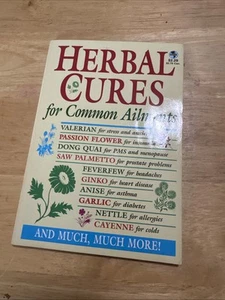 HERBAL
CURES
for Common Ailments
VALERIAN for stress and
PASSION FLOWER for insomnia
DONG QUAI for PMS and menopause
SAW PALMETTO for prostate problems
FEVERFEW for headaches
GINKO for heart disease
ANISE for asthma
GARLIC for diabetes
NETTLE for allergies
CAYENNE for colds
AND MUCH, MUCH MORE!